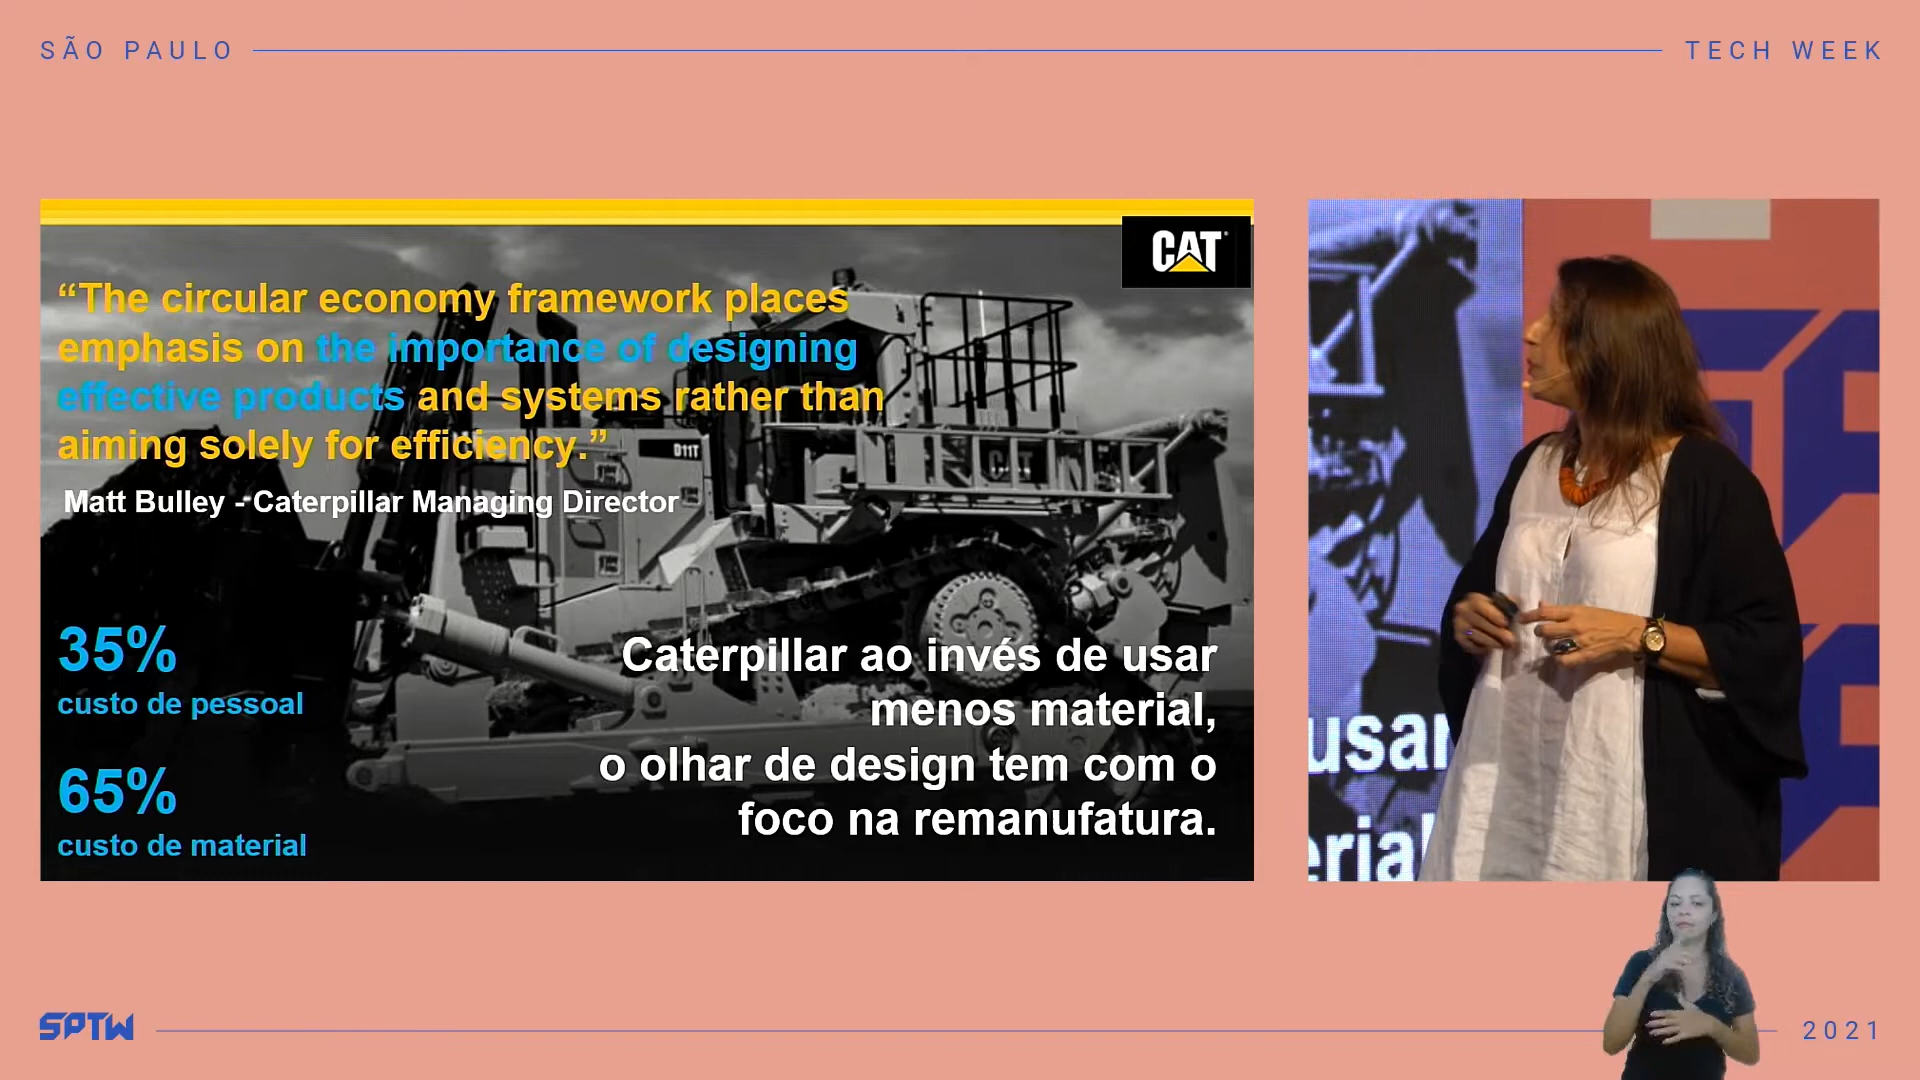 SÃO PAULO
TECH WEEK
CAT
“The circular economy framework places
emphasis on the importance of designing
effective products and systems rather than
aiming solely for efficiency.”
Matt Bulley - Caterpillar Managing Director
D11T
CAT
35%
custo de pessoal
65%
custo de material
Caterpillar ao invés de usar
menos material,
o olhar de design tem com o
foco na remanufatura.
usar
erial
SPTW
2021